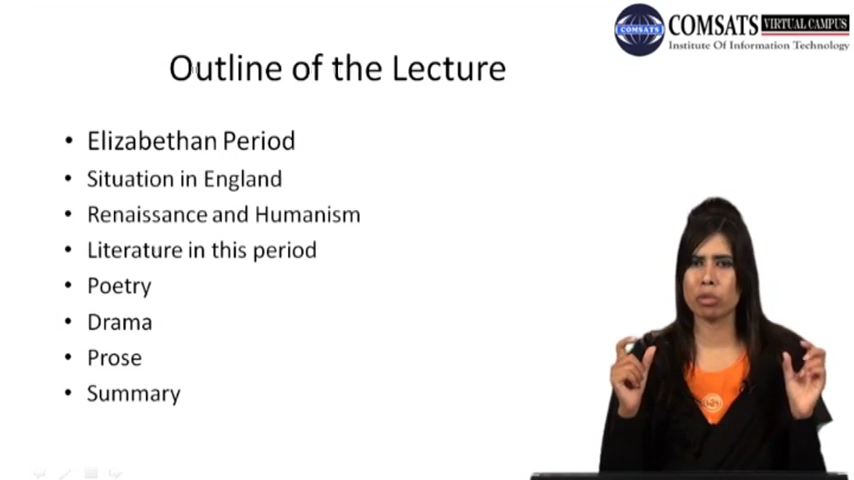 COMSATS VIRTUAL CAMPUS
COMSATS
Institute Of Information Technology
Outline of the Lecture
• Elizabethan Period
• Situation in England
• Renaissance and Humanism
• Literature in this period
• Poetry
• Drama
• Prose
• Summary